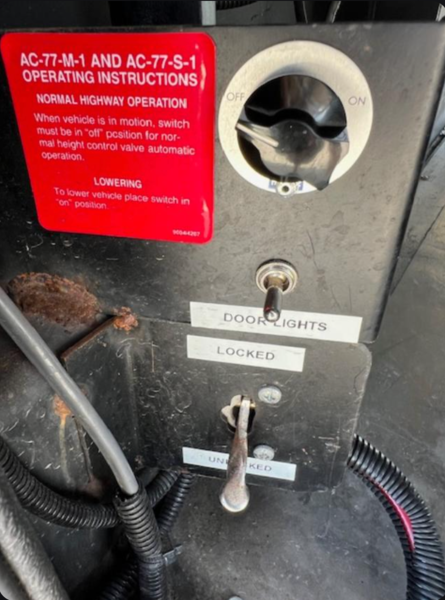 AC-77-M-1 AND AC-77-S-1
OPERATING INSTRUCTIONS
NORMAL HIGHWAY OPERATION
When vehicle is in motion, switch
must be in "off" position for nor-
mal height control valve automatic
operation.
LOWERING
To lower vehicle place switch in
"on" position.
OFF
ON
DOOR LIGHTS
LOCKED
UNLOCKED